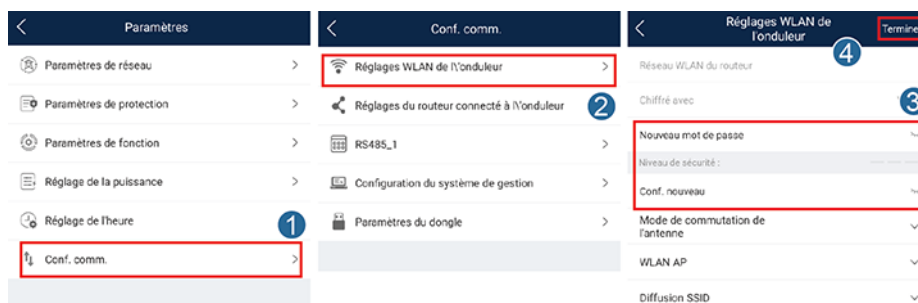 Paramètres
Paramètres de réseau
Paramètres de protection
Paramètres de fonction
Réglage de la puissance
Réglage de l'heure
1
Conf. comm.
Conf. comm.
Réglages WLAN de l\'onduleur
2
Réglages du routeur connecté à l\'onduleur
RS485_1
Configuration du système de gestion
Paramètres du dongle
Réglages WLAN de
l'onduleur
Termine
4
Réseau WLAN du routeur
Chiffré avec
3
Nouveau mot de passe
Niveau de sécurité :
Conf. nouveau
Mode de commutation de
l'antenne
WLAN AP
Diffusion SSID